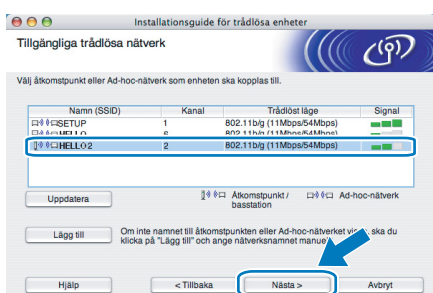 Installationsguide för trådlösa enheter
Tillgängliga trådlösa nätverk
Välj åtkomstpunkt eller Ad-hoc-nätverk som enheten ska kopplas till.
Namn (SSID) Kanal Trådlöst läge Signal
SETUP 1 802.11b/g (11Mbps/54Mbps)
HELLO 6 802.11b/g (11Mbps/54Mbps)
HELLO2 2 802.11b/g (11Mbps/54Mbps)
Uppdatera Åtkomstpunkt / basstation Ad-hoc-nätverk
Lägg till Om inte namnet till åtkomstpunkten eller Ad-hoc-nätverket ska du
klicka på "Lägg till" och ange nätverksnamnet
Hjälp < Tillbaka Nästa > Avbryt